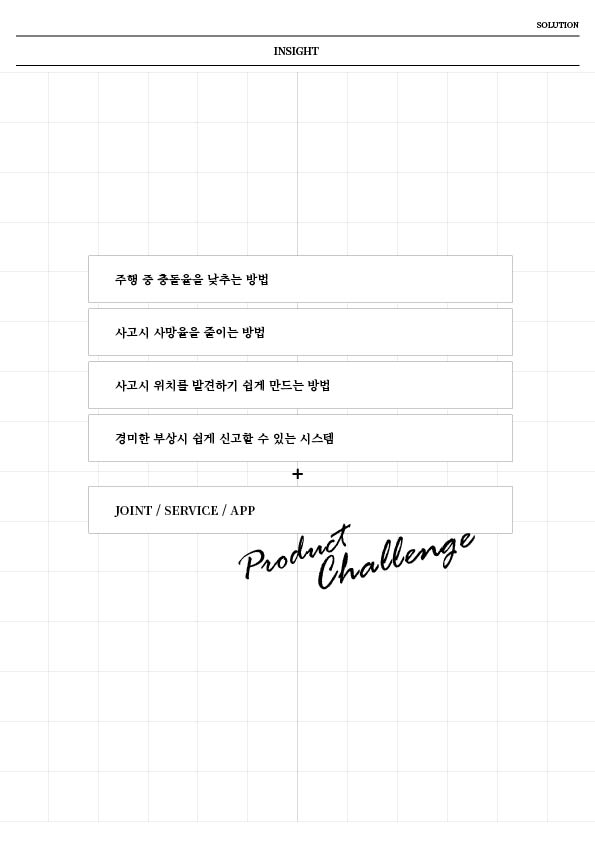 SOLUTION
INSIGHT
주행 중 충돌율을 낮추는 방법
사고시 사망율을 줄이는 방법
사고시 위치를 발견하기 쉽게 만드는 방법
경미한 부상시 쉽게 신고할 수 있는 시스템
+
JOINT / SERVICE / APP
Product
Challenge